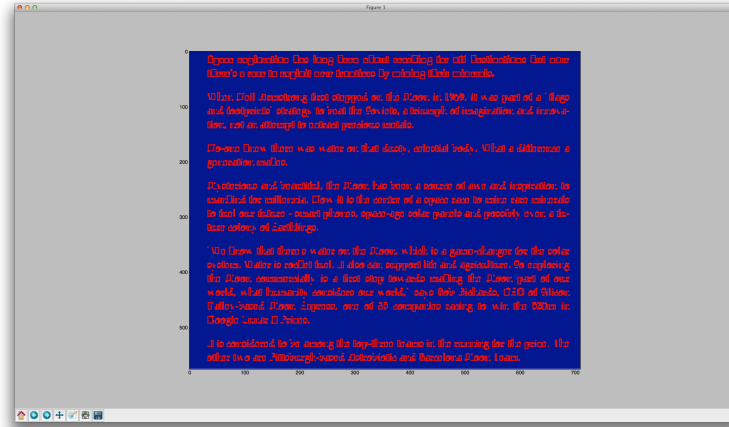 Figure 1
0
Space exploration has long been about reaching far off destinations but now
there's a race to exploit new frontiers by mining their minerals.
When Neil Armstrong first stepped on the Moon in 1969, it was part of a 'flags
and footprints' strategy to beat the Soviets, a triumph of imagination and innova-
tion, not an attempt to extract precious metals.
100
No-one knew there was water on that dusty, celestial body. What a difference a
generation makes.
200
Mysterious and beautiful, the Moon has been a source of awe and inspiration to
mankind for millennia. Now it is the centre of a space race to mine rare minerals
to fuel our future - smart phones, space-age solar panels and possibly even a fu-
ture colony of Earthlings.
300
'We know that there's water on the Moon, which is a game-changer for the solar
system. Water is rocket fuel. It also can support life and agriculture. So exploring
the Moon commercially is a first step towards making the Moon part of our
400
world, what humanity considers our world,' says Bob Richards, CEO of Silicon
Valley-based Moon Express, one of 25 companies racing to win the $30m in
Google Lunar X Prizes.
500
It is considered to be among the top-three teams in the running for the prize. The
other two are Pittsburgh-based Astrobotic and Barcelona Moon Team.
0 100 200 300 400 500 600 700